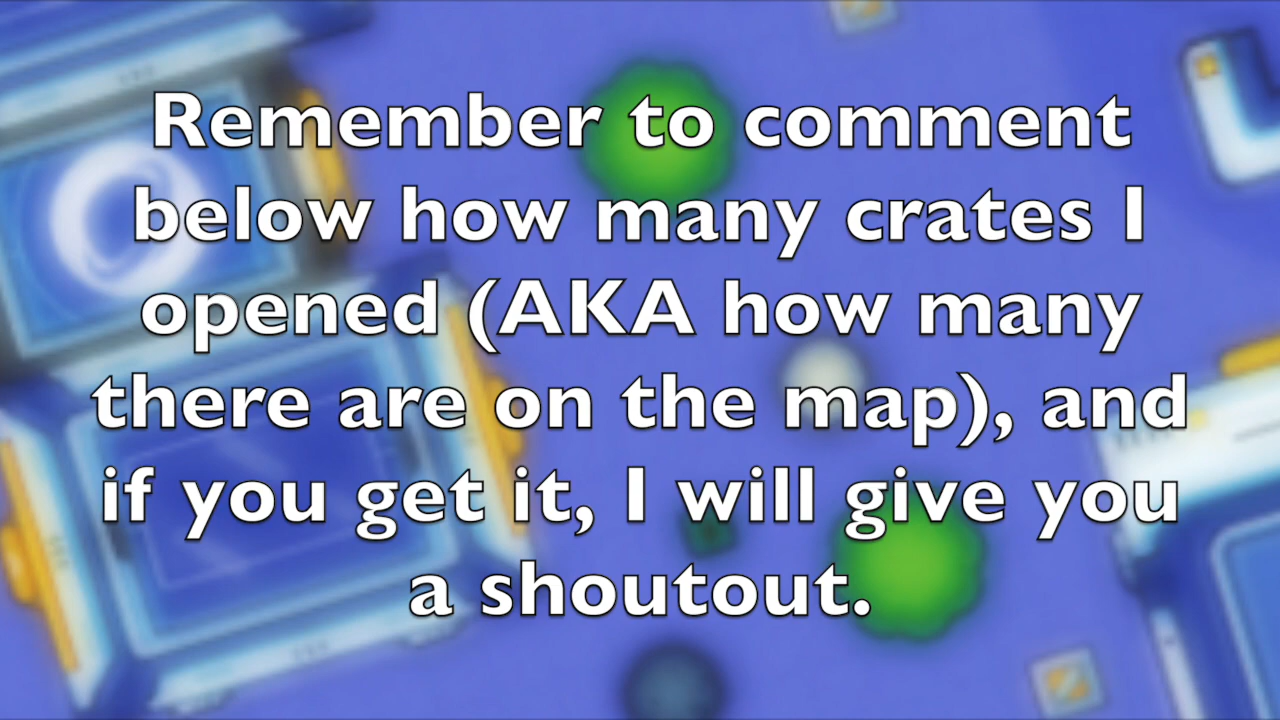 Remember to comment
below how many crates I
opened (AKA how many
there are on the map), and
if you get it, I will give you
a shoutout.